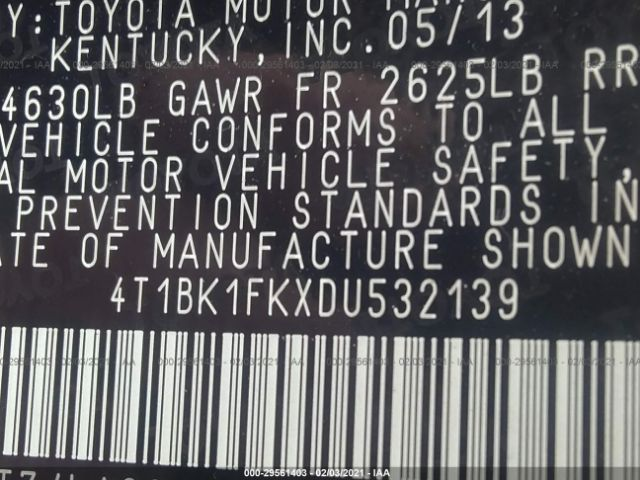 Y: TOYOTA MOTOR MAN
KENTUCKY, INC. 05/13
4630LB GAWR FR 2625LB RR
VEHICLE CONFORMS TO ALL
AL MOTOR VEHICLE SAFETY,
PREVENTION STANDARDS IN
ATE OF MANUFACTURE SHOWN
4T1BK1FKXDU532139
000-29561403 - 02/03/2021 - IAA